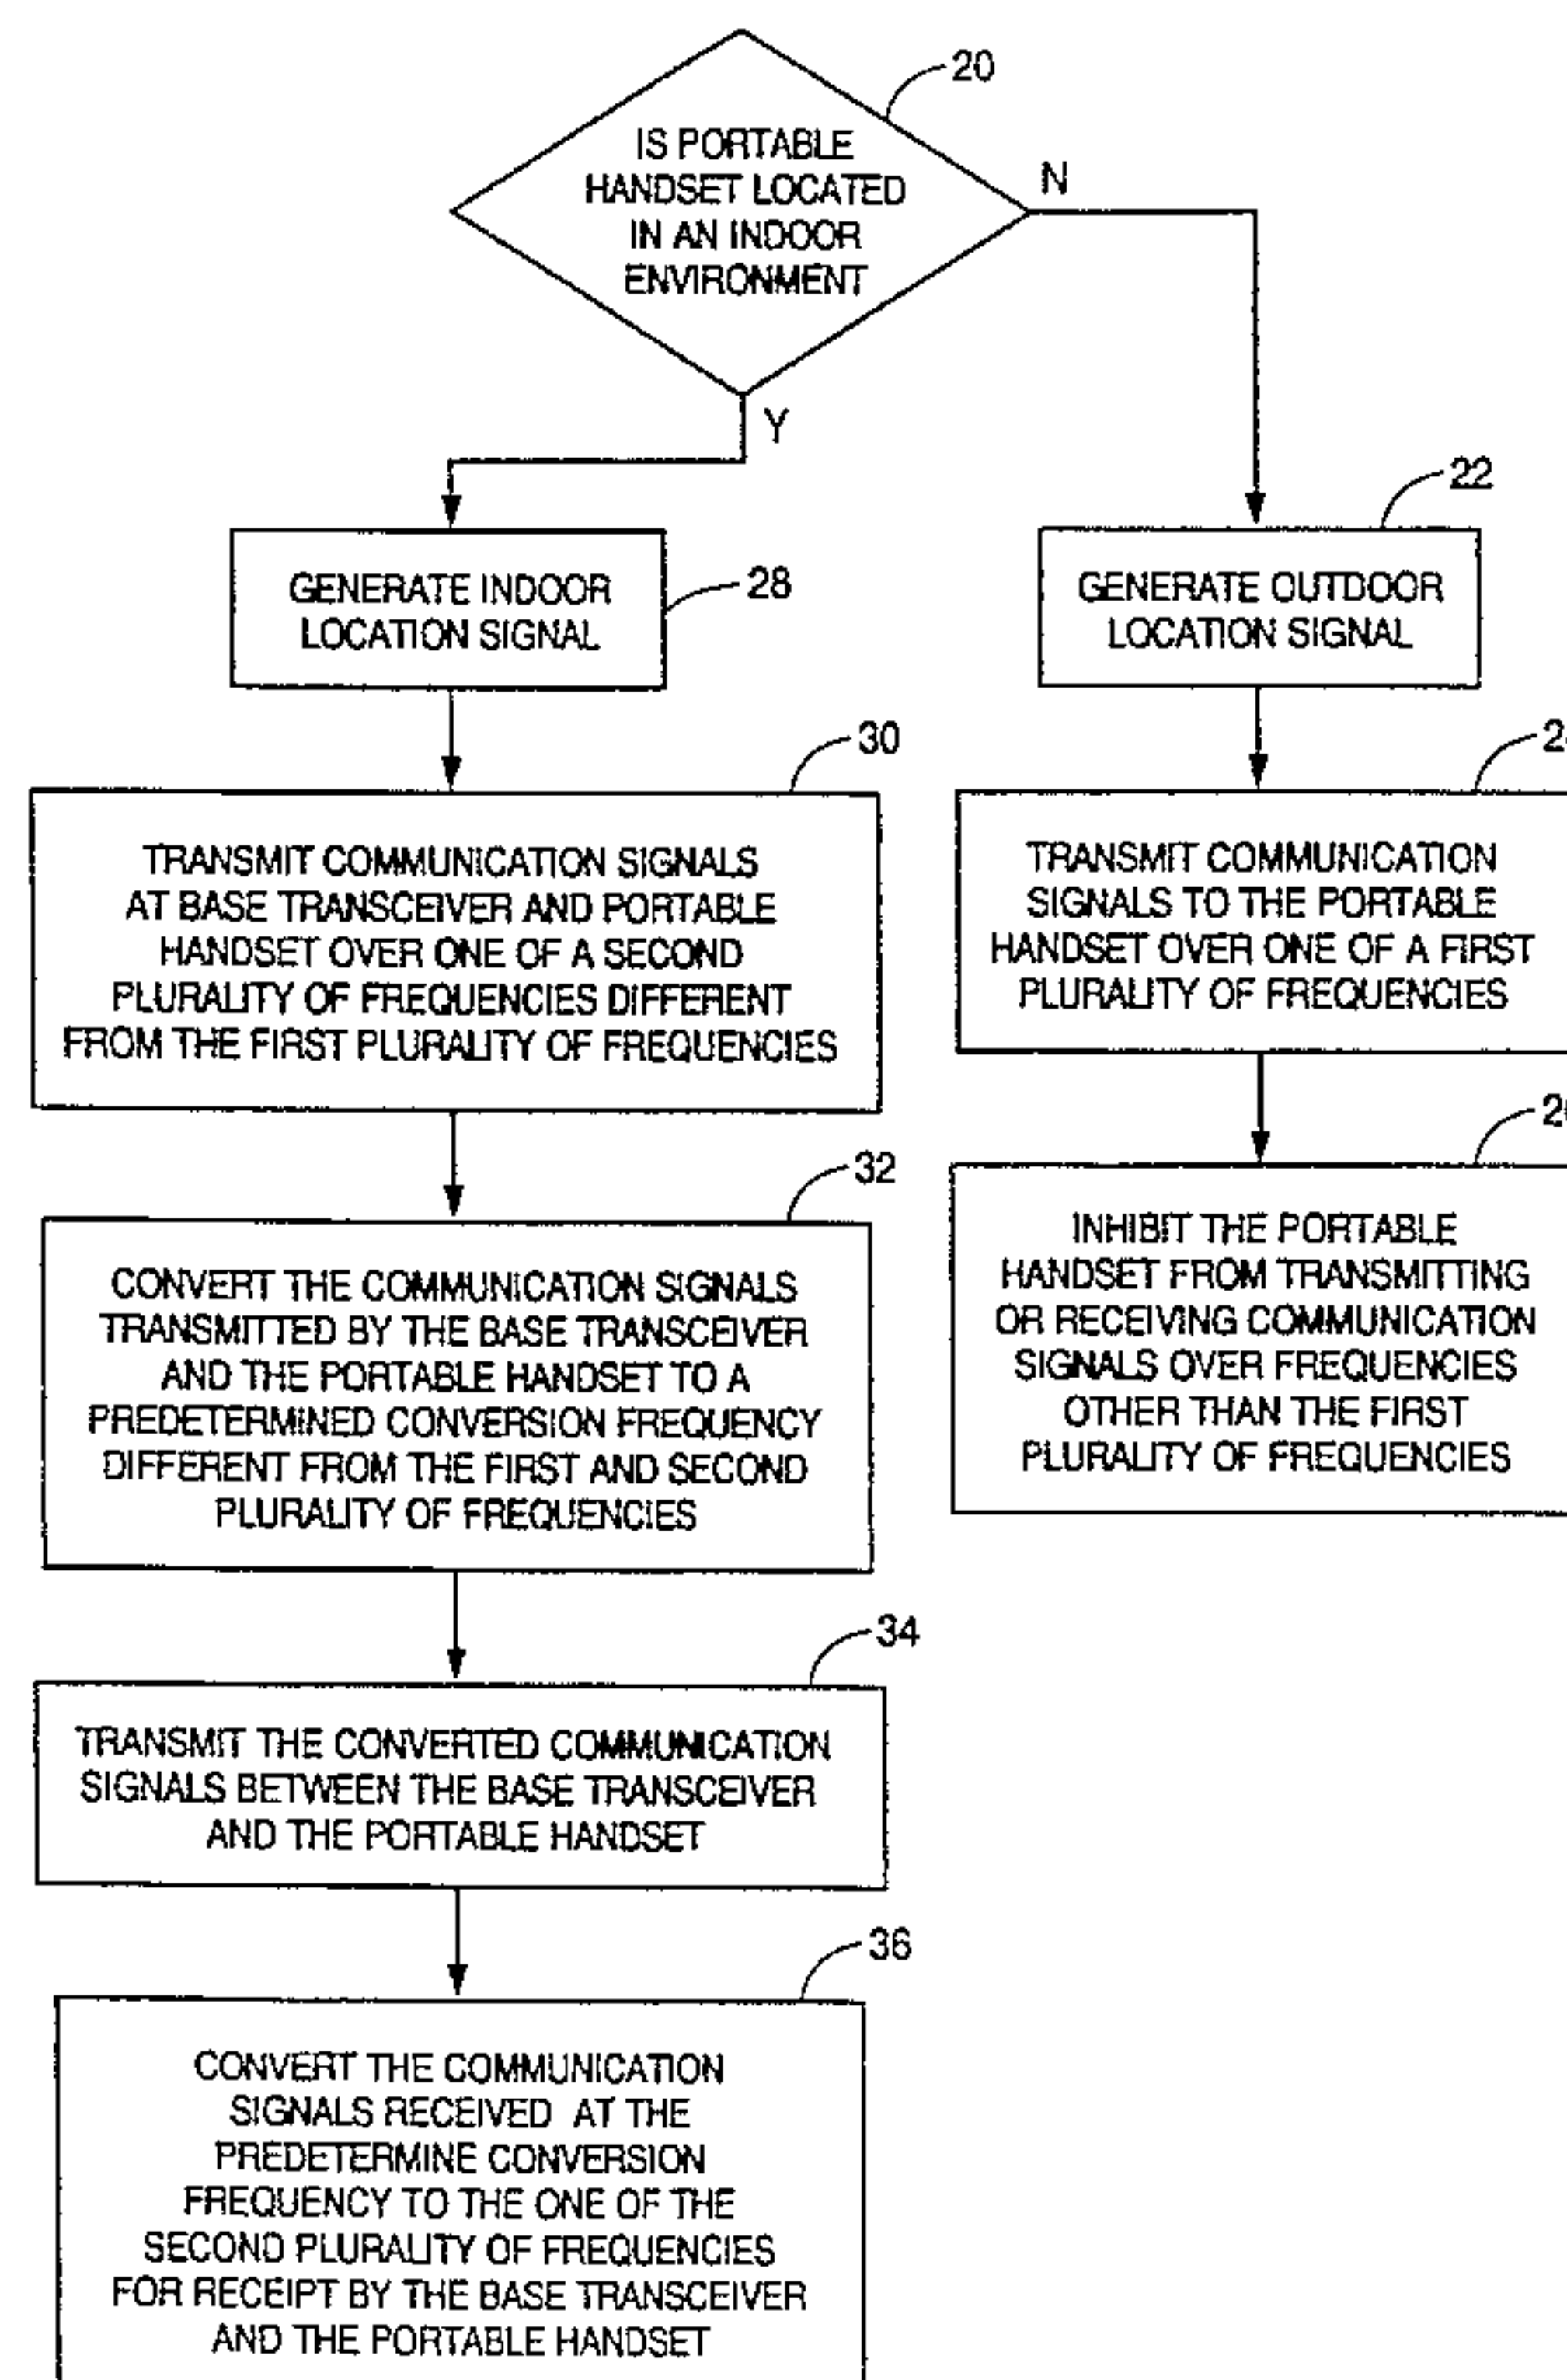 20
IS PORTABLE
HANDSET LOCATED
IN AN INDOOR
ENVIRONMENT
N
Y
28
GENERATE INDOOR
LOCATION SIGNAL
22
GENERATE OUTDOOR
LOCATION SIGNAL
30
TRANSMIT COMMUNICATION SIGNALS
AT BASE TRANSCEIVER AND PORTABLE
HANDSET OVER ONE OF A SECOND
PLURALITY OF FREQUENCIES DIFFERENT
FROM THE FIRST PLURALITY OF FREQUENCIES
TRANSMIT COMMUNICATION
SIGNALS TO THE PORTABLE
HANDSET OVER ONE OF A FIRST
PLURALITY OF FREQUENCIES
32
CONVERT THE COMMUNICATION SIGNALS
TRANSMITTED BY THE BASE TRANSCEIVER
AND THE PORTABLE HANDSET TO A
PREDETERMINED CONVERSION FREQUENCY
DIFFERENT FROM THE FIRST AND SECOND
PLURALITY OF FREQUENCIES
INHIBIT THE PORTABLE
HANDSET FROM TRANSMITTING
OR RECEIVING COMMUNICATION
SIGNALS OVER FREQUENCIES
OTHER THAN THE FIRST
PLURALITY OF FREQUENCIES
34
TRANSMIT THE CONVERTED COMMUNICATION
SIGNALS BETWEEN THE BASE TRANSCEIVER
AND THE PORTABLE HANDSET
36
CONVERT THE COMMUNICATION
SIGNALS RECEIVED AT THE
PREDETERMINE CONVERSION
FREQUENCY TO THE ONE OF THE
SECOND PLURALITY OF FREQUENCIES
FOR RECEIPT BY THE BASE TRANSCEIVER
AND THE PORTABLE HANDSET